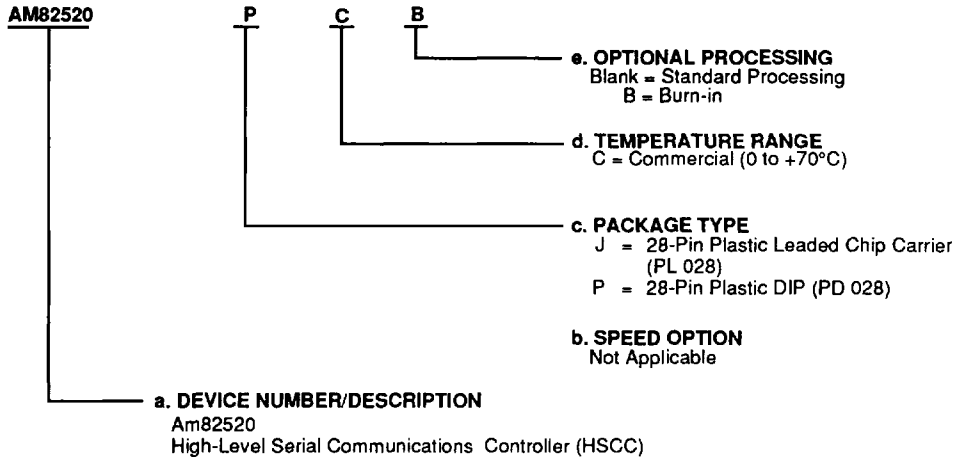 AM82520 P C B
e. OPTIONAL PROCESSING
Blank = Standard Processing
B = Burn-in
d. TEMPERATURE RANGE
C = Commercial (0 to +70°C)
c. PACKAGE TYPE
J = 28-Pin Plastic Leaded Chip Carrier
(PL 028)
P = 28-Pin Plastic DIP (PD 028)
b. SPEED OPTION
Not Applicable
a. DEVICE NUMBER/DESCRIPTION
Am82520
High-Level Serial Communications Controller (HSCC)